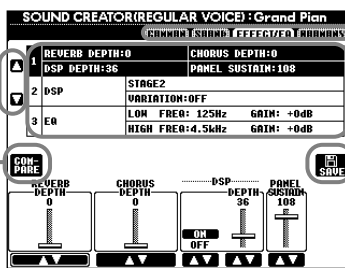 SOUND CREATOR(REGULAR VOICE):Grand Pian
COMMON SOUND EFFECT/EQ HARMONY
1 REVERB DEPTH:0 CHORUS DEPTH:0
DSP DEPTH:36 PANEL SUSTAIN:108
2 DSP STAGE2
VARIATION:OFF
3 EQ LOW FREQ: 125Hz GAIN: +0dB
HIGH FREQ:4.5kHz GAIN: +0dB
COM-
PARE
SAVE
REVERB DEPTH 0
CHORUS DEPTH 0
DSP
ON
OFF
DEPTH 36
PANEL SUSTAIN 108